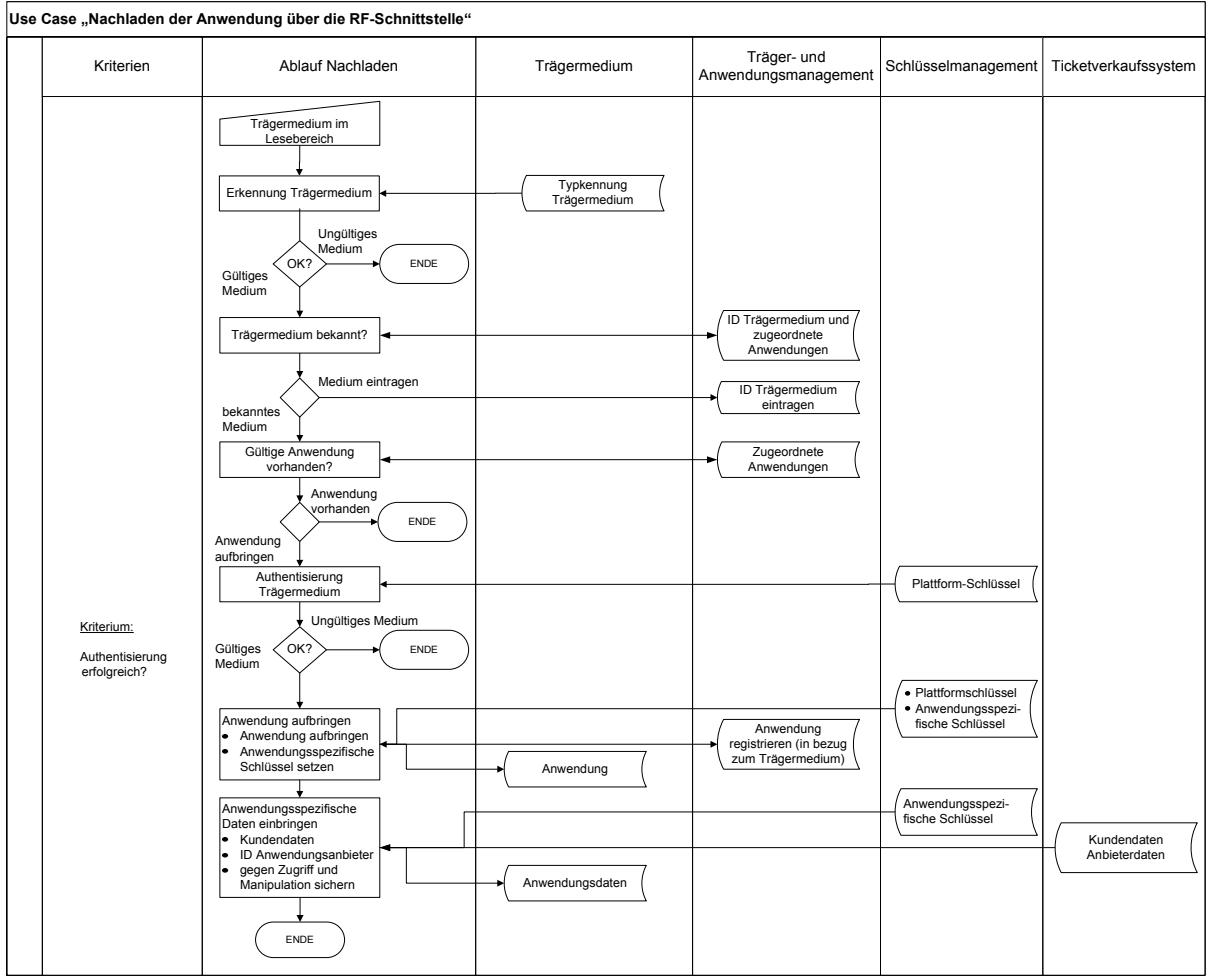 Use Case „Nachladen der Anwendung über die RF-Schnittstelle“
Kriterien
Ablauf Nachladen
Trägermedium
Träger- und
Anwendungsmanagement
Schlüsselmanagement
Ticketverkaufssystem
Trägermedium im
Lesebereich
Erkennung Trägermedium
Typkennung
Trägermedium
Ungültiges
Medium
OK?
ENDE
Gültiges
Medium
Trägermedium bekannt?
ID Trägermedium und
zugeordnete
Anwendungen
Medium eintragen
ID Trägermedium
eintragen
bekanntes
Medium
Gültige Anwendung
vorhanden?
Zugeordnete
Anwendungen
Anwendung
vorhanden
ENDE
Anwendung
aufbringen
Authentisierung
Trägermedium
Plattform-Schlüssel
Kriterium:
Authentisierung
erfolgreich?
Ungültiges Medium
Gültiges
Medium
OK?
ENDE
• Plattformschlüssel
• Anwendungsspezi-
fische Schlüssel
Anwendung aufbringen
• Anwendung aufbringen
• Anwendungsspezifische
Schlüssel setzen
Anwendung
registrieren (in bezug
zum Trägermedium)
Anwendung
Anwendungsspezifische
Daten einbringen
• Kundendaten
• ID Anwendungsanbieter
• gegen Zugriff und
Manipulation sichern
Anwendungsspezi-
fische Schlüssel
Kundendaten
Anbieterdaten
Anwendungsdaten
ENDE